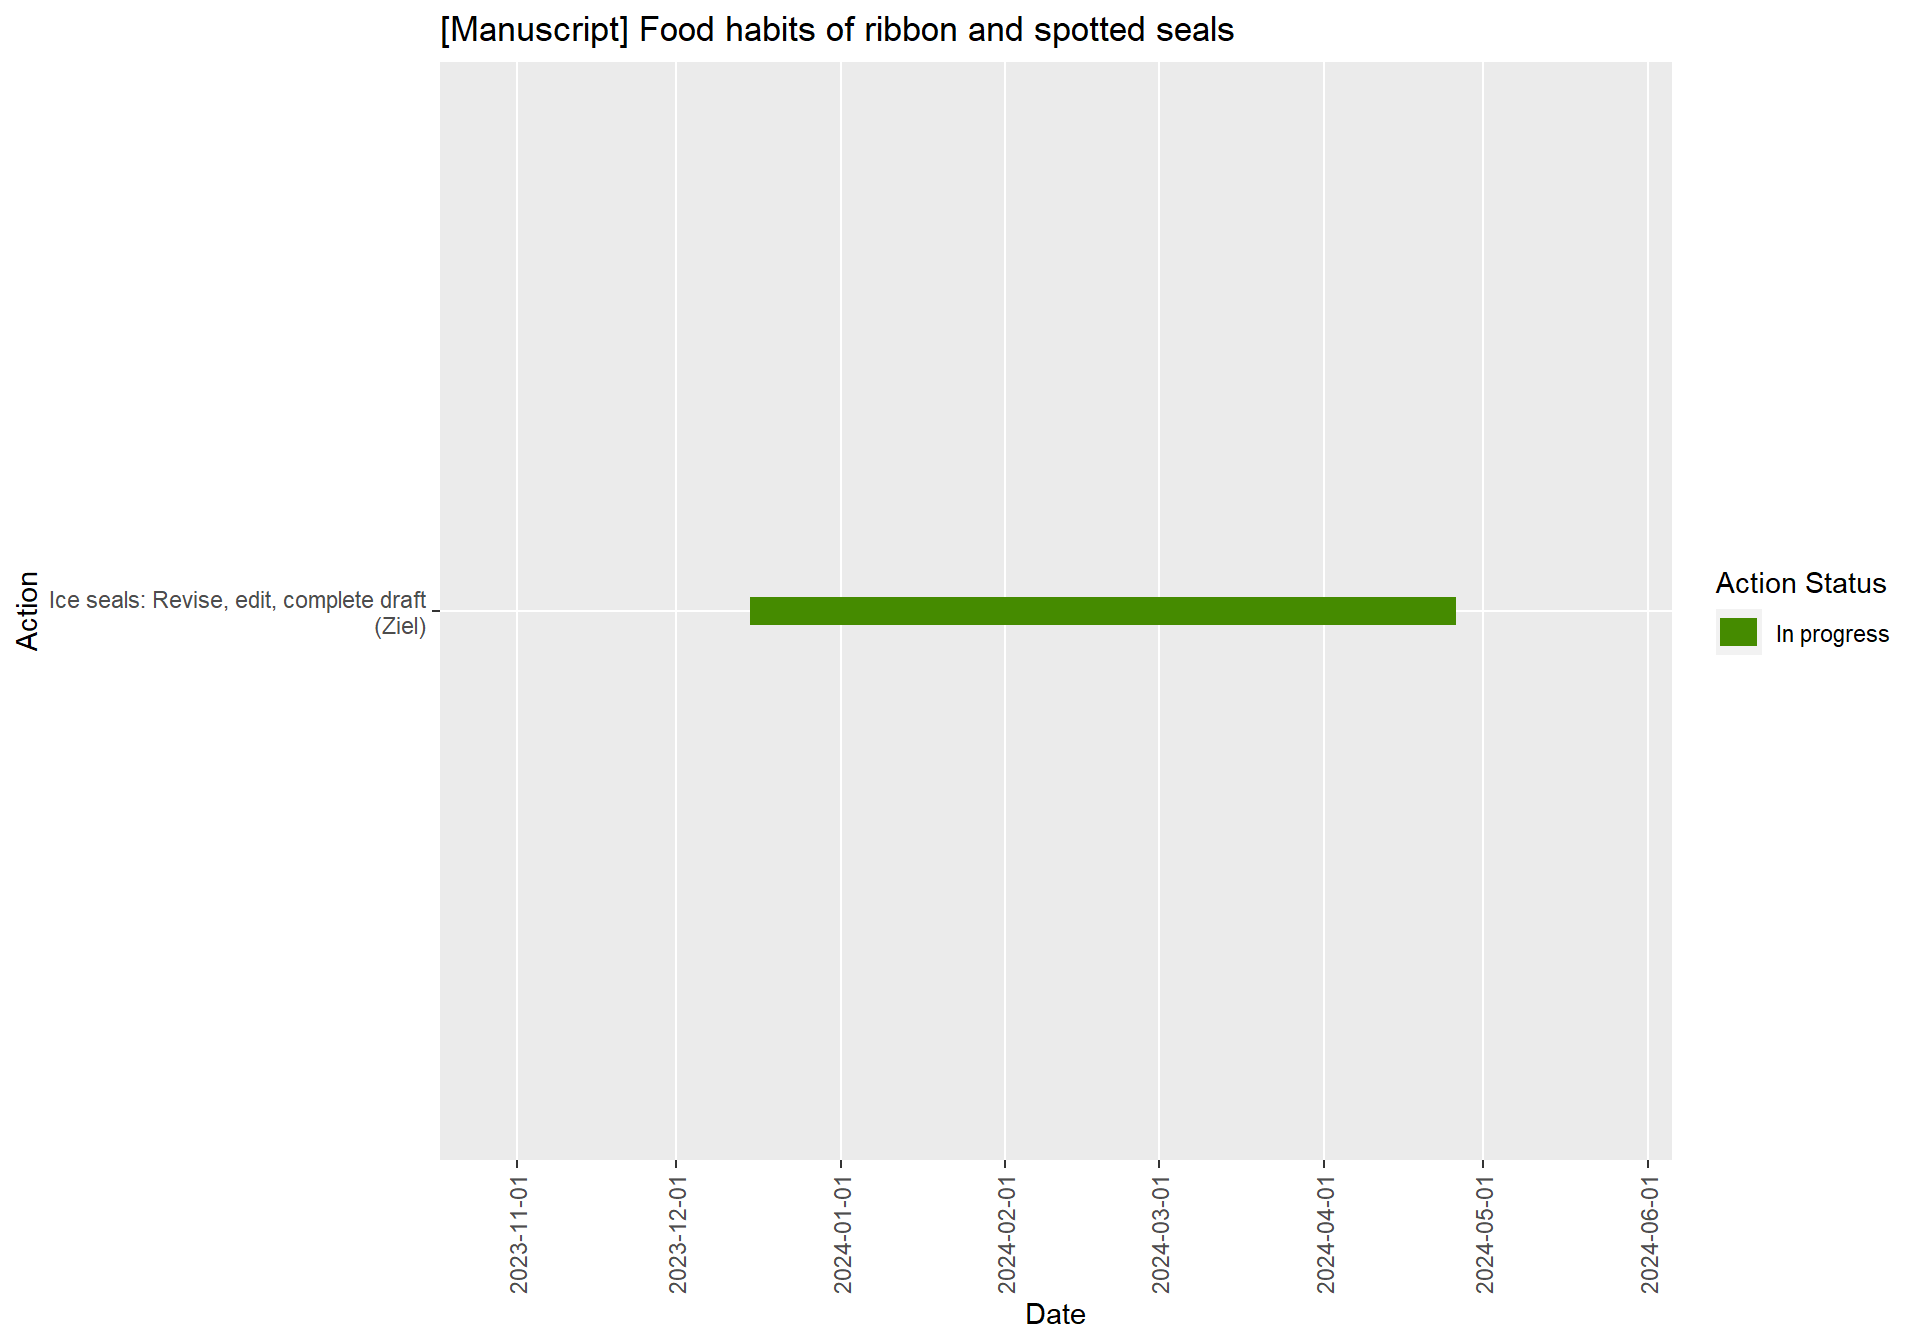 [Manuscript] Food habits of ribbon and spotted seals
Action
Ice seals: Revise, edit, complete draft
(Ziel)
Action Status
In progress
2023-11-01
2023-12-01
2024-01-01
2024-02-01
2024-03-01
2024-04-01
2024-05-01
2024-06-01
Date